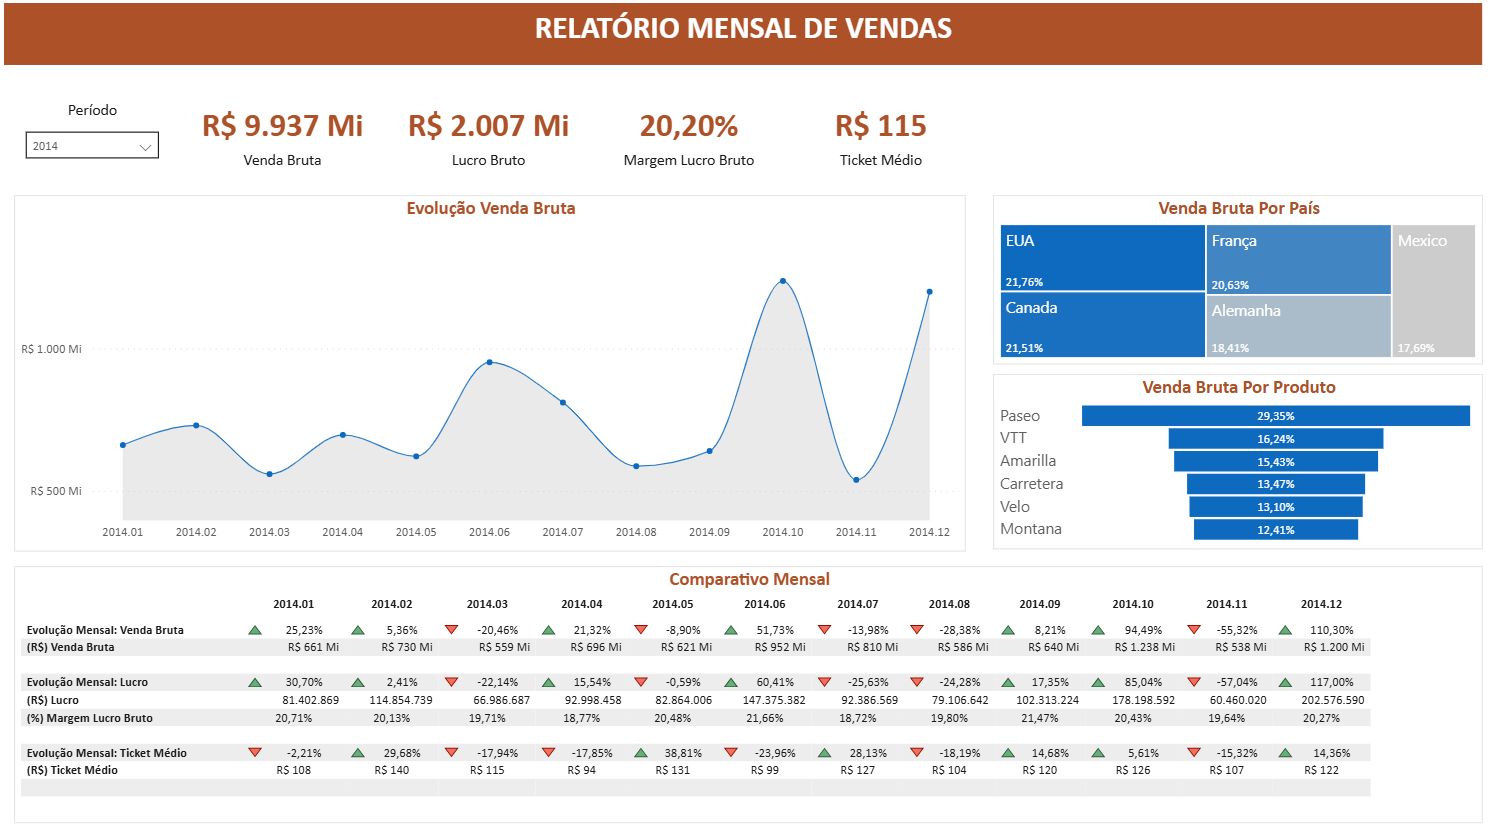 RELATÓRIO MENSAL DE VENDAS
Período
2014
R$ 9.937 Mi
Venda Bruta
R$ 2.007 Mi
Lucro Bruto
20,20%
Margem Lucro Bruto
R$ 115
Ticket Médio
Evolução Venda Bruta
R$ 1.000 Mi
R$ 500 Mi
2014.01 2014.02 2014.03 2014.04 2014.05 2014.06 2014.07 2014.08 2014.09 2014.10 2014.11 2014.12
Venda Bruta Por País
EUA
21,76%
Canada
21,51%
França
20,63%
Alemanha
18,41%
Mexico
17,69%
Venda Bruta Por Produto
Paseo 29,35%
VTT 16,24%
Amarilla 15,43%
Carretera 13,47%
Velo 13,10%
Montana 12,41%
Comparativo Mensal
2014.01 2014.02 2014.03 2014.04 2014.05 2014.06 2014.07 2014.08 2014.09 2014.10 2014.11 2014.12
Evolução Mensal: Venda Bruta 25,23% 5,36% -20,46% 21,32% -8,90% 51,73% -13,98% -28,38% 8,21% 94,49% -55,32% 110,30%
(R$) Venda Bruta R$ 661 Mi R$ 730 Mi R$ 559 Mi R$ 696 Mi R$ 621 Mi R$ 952 Mi R$ 810 Mi R$ 586 Mi R$ 640 Mi R$ 1.238 Mi R$ 538 Mi R$ 1.200 Mi
Evolução Mensal: Lucro 30,70% 2,41% -22,14% 15,54% -0,59% 60,41% -25,63% -24,28% 17,35% 85,04% -57,04% 117,00%
(R$) Lucro 81.402.869 114.854.739 66.986.687 92.998.458 82.864.006 147.375.382 92.386.569 79.106.642 102.313.224 178.198.592 60.460.020 202.576.590
(%) Margem Lucro Bruto 20,71% 20,13% 19,71% 18,77% 20,48% 21,66% 18,72% 19,80% 21,47% 20,43% 19,64% 20,27%
Evolução Mensal: Ticket Médio -2,21% 29,68% -17,94% -17,85% 38,81% -23,96% 28,13% -18,19% 14,68% 5,61% -15,32% 14,36%
(R$) Ticket Médio R$ 108 R$ 140 R$ 115 R$ 94 R$ 131 R$ 99 R$ 127 R$ 104 R$ 120 R$ 126 R$ 107 R$ 122